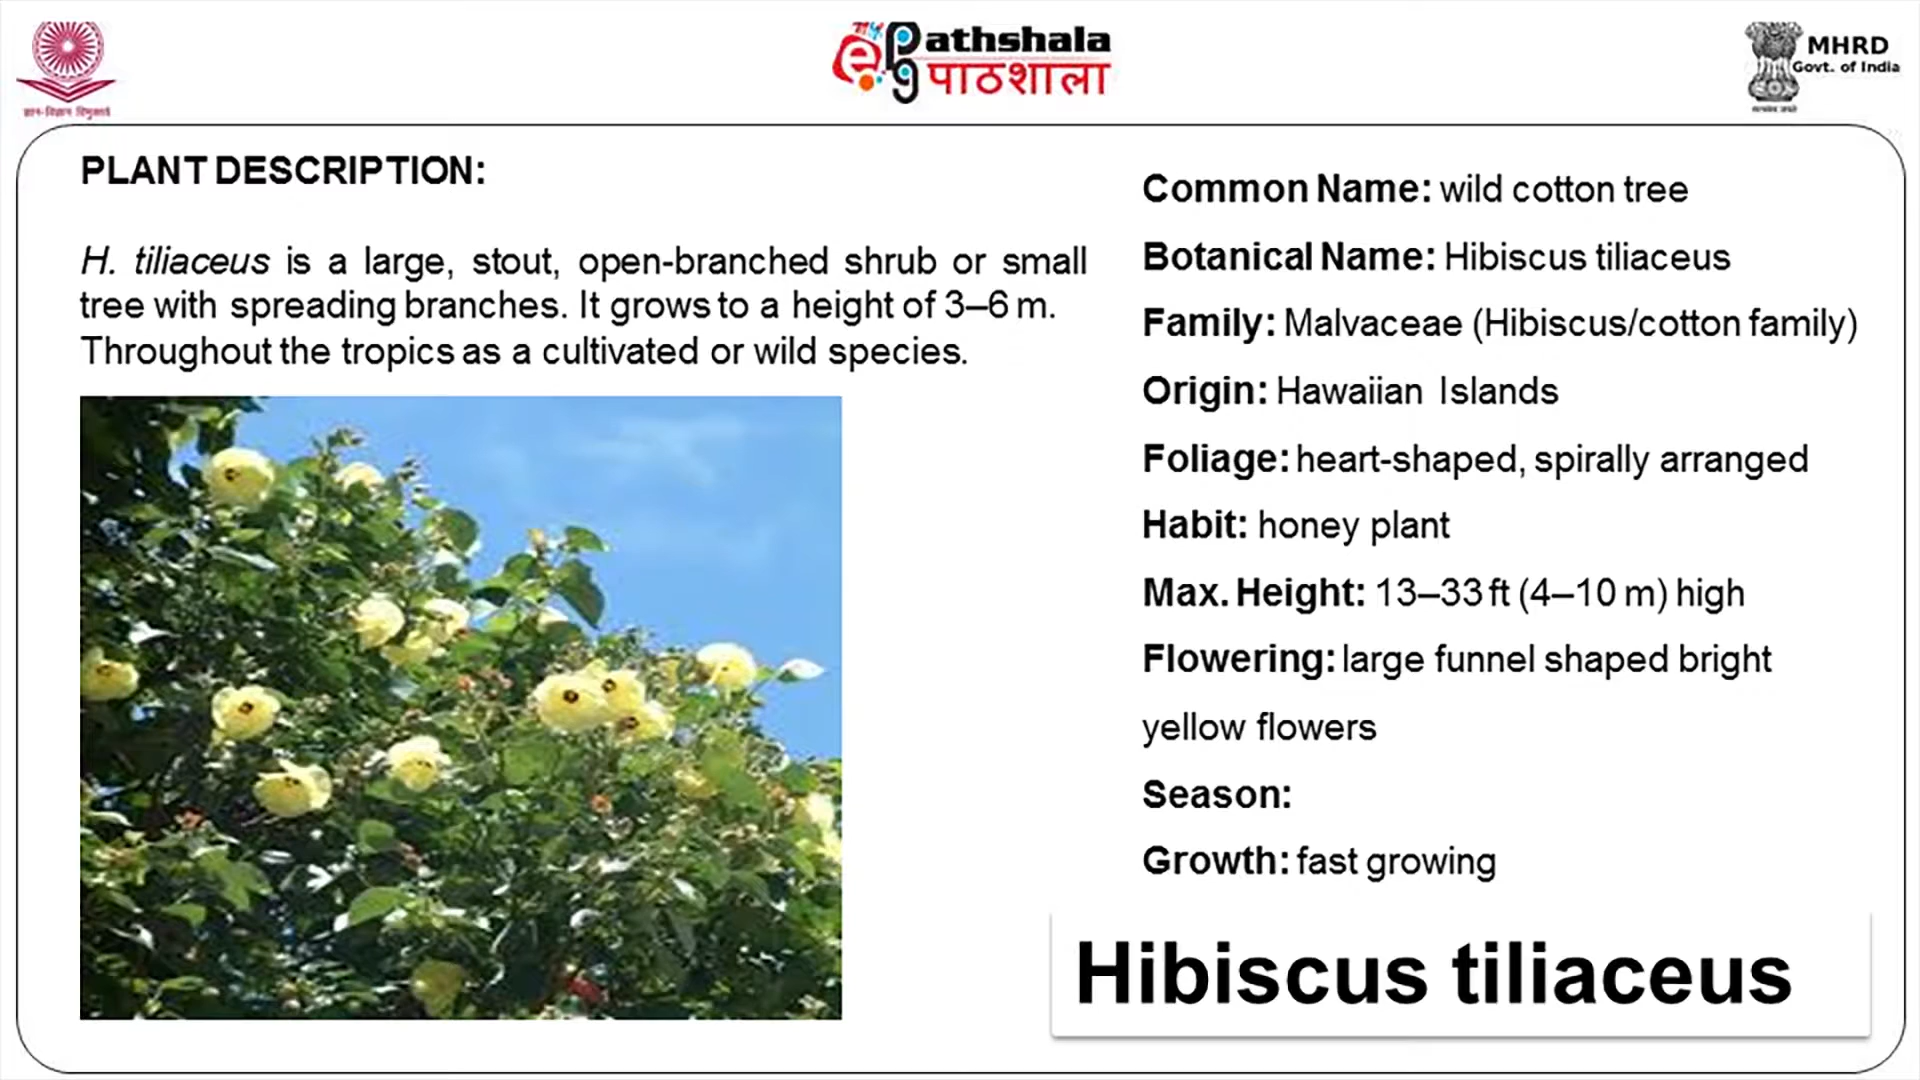 ज्ञान-विज्ञान विमुक्तये
Pathshala
पाठशाला
MHRD
Govt. of India
सत्यमेव जयते
PLANT DESCRIPTION:
H. tiliaceus is a large, stout, open-branched shrub or small
tree with spreading branches. It grows to a height of 3–6 m.
Throughout the tropics as a cultivated or wild species.
Common Name: wild cotton tree
Botanical Name: Hibiscus tiliaceus
Family: Malvaceae (Hibiscus/cotton family)
Origin: Hawaiian Islands
Foliage: heart-shaped, spirally arranged
Habit: honey plant
Max. Height: 13–33 ft (4–10 m) high
Flowering: large funnel shaped bright
yellow flowers
Season:
Growth: fast growing
Hibiscus tiliaceus